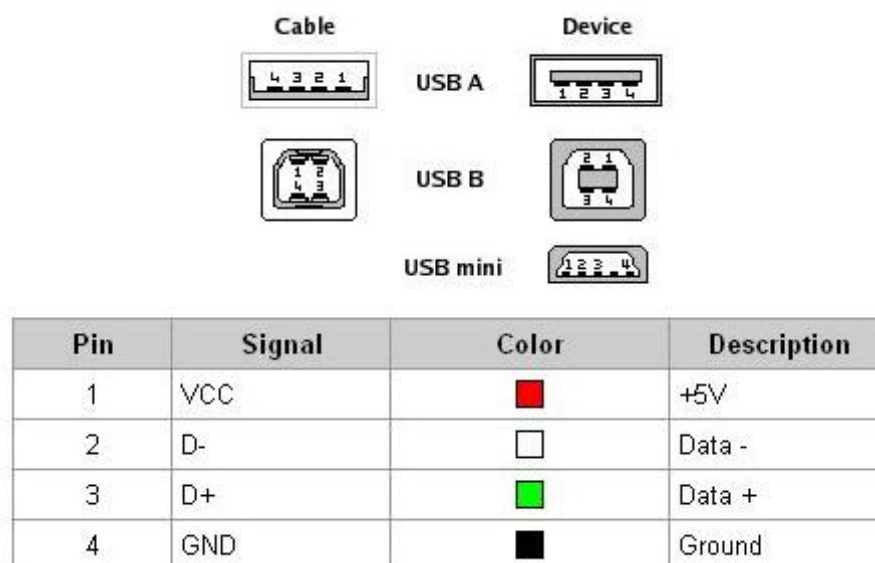 Cable Device
4 3 2 1 USB A 1 2 3 4
1 2 USB B 2 1
4 3 3 4
USB mini 1 2 3 4
Pin Signal Color Description
1 VCC +5V
2 D- Data -
3 D+ Data +
4 GND Ground